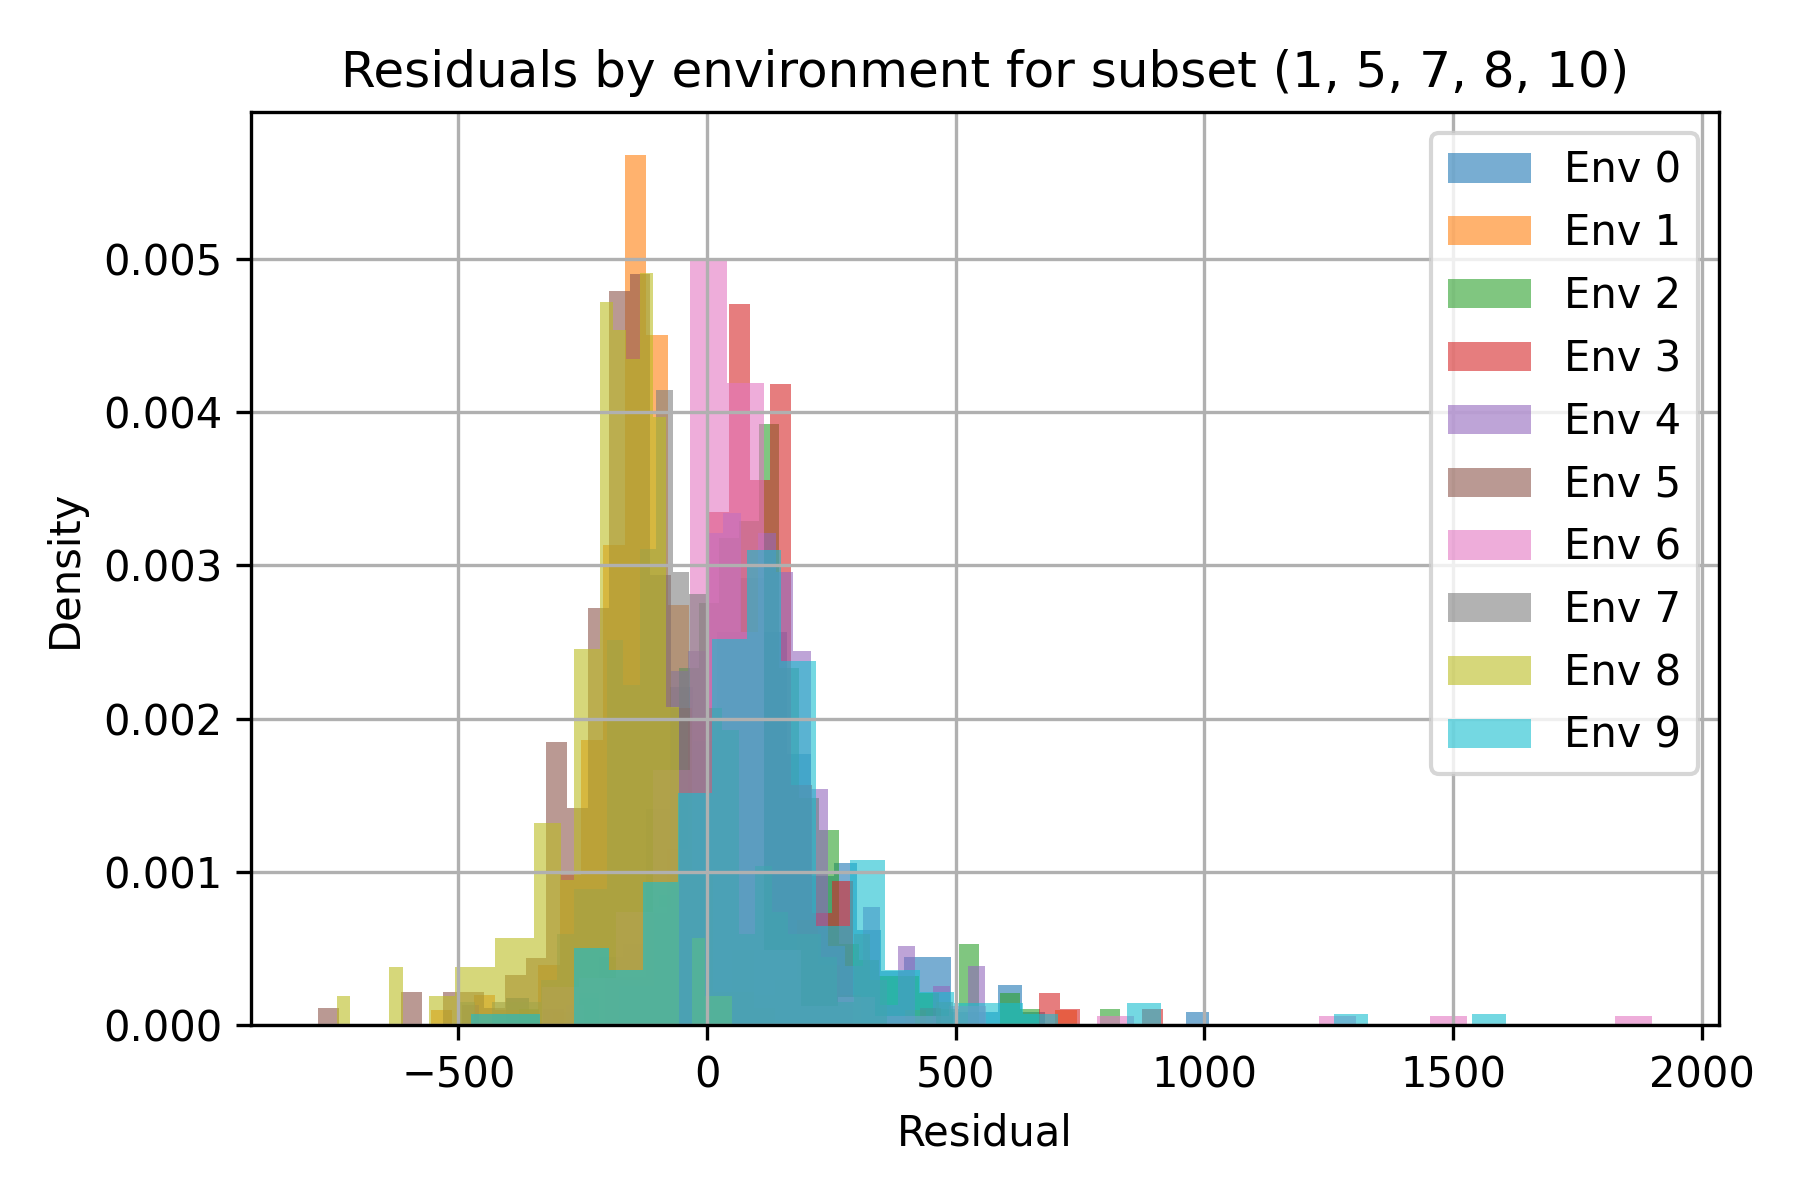 Residuals by environment for subset (1, 5, 7, 8, 10)
Density
0.005
0.004
0.003
0.002
0.001
0.000
−500
0
500
1000
1500
2000
Residual
Env 0
Env 1
Env 2
Env 3
Env 4
Env 5
Env 6
Env 7
Env 8
Env 9